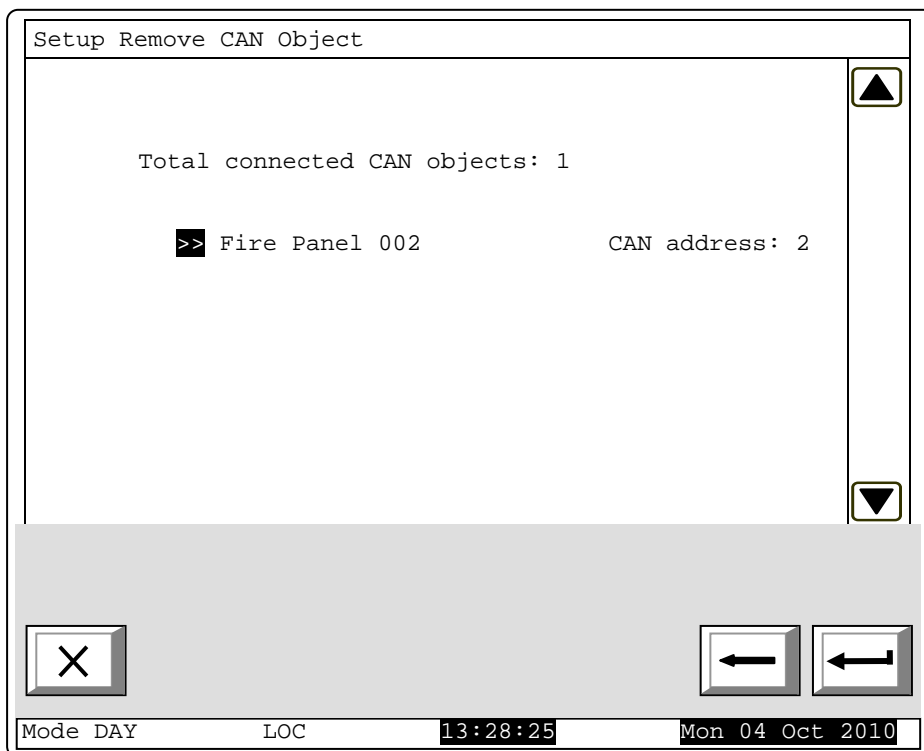 Setup Remove CAN Object
Total connected CAN objects: 1
>> Fire Panel 002 CAN address: 2
Mode DAY LOC 13:28:25 Mon 04 Oct 2010